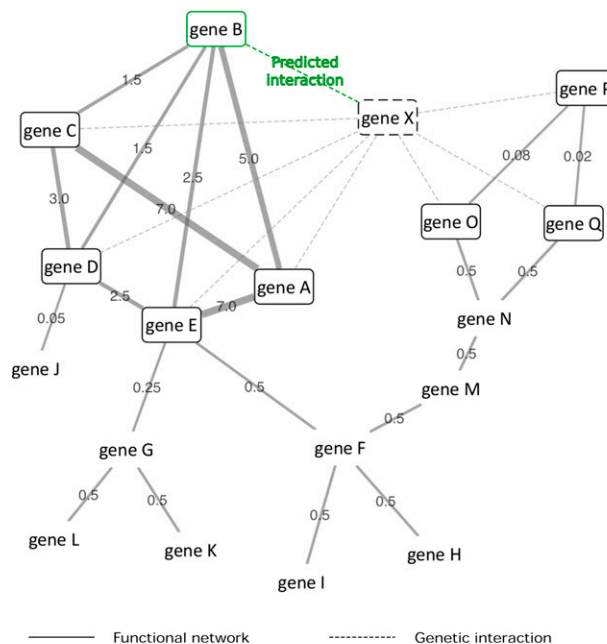 gene B
Predicted
interaction
gene P
1.5
gene X
gene C
1.5
5.0
0.08
0.02
2.5
3.0
7.0
gene O
gene Q
gene D
0.5
0.5
gene A
2.5
7.0
0.05
gene E
gene N
gene J
0.5
0.25
0.5
gene M
0.5
gene G
gene F
0.5
0.5
0.5
0.5
gene L
gene K
gene H
gene I
Functional network
Genetic interaction